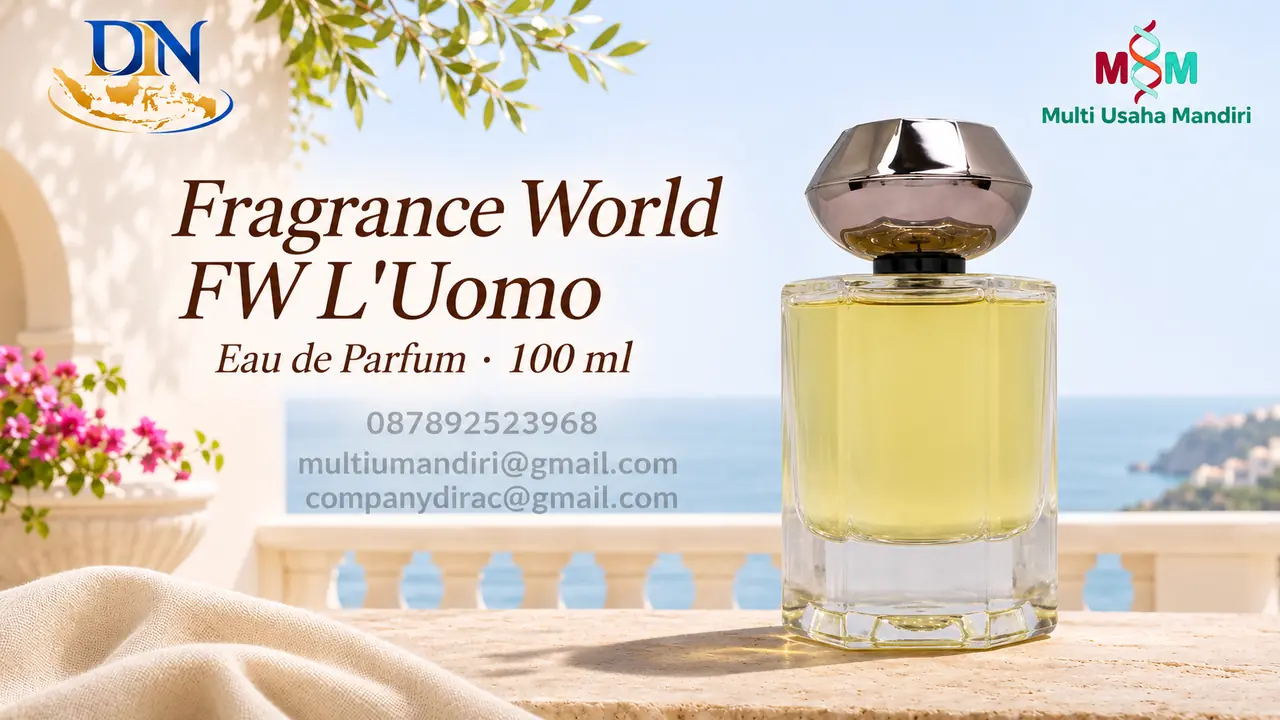 DN
M M
Multi Usaha Mandiri
Fragrance World
FW L'Uomo
Eau de Parfum · 100 ml
087892523968
multiumandiri@gmail.com
companydirac@gmail.com